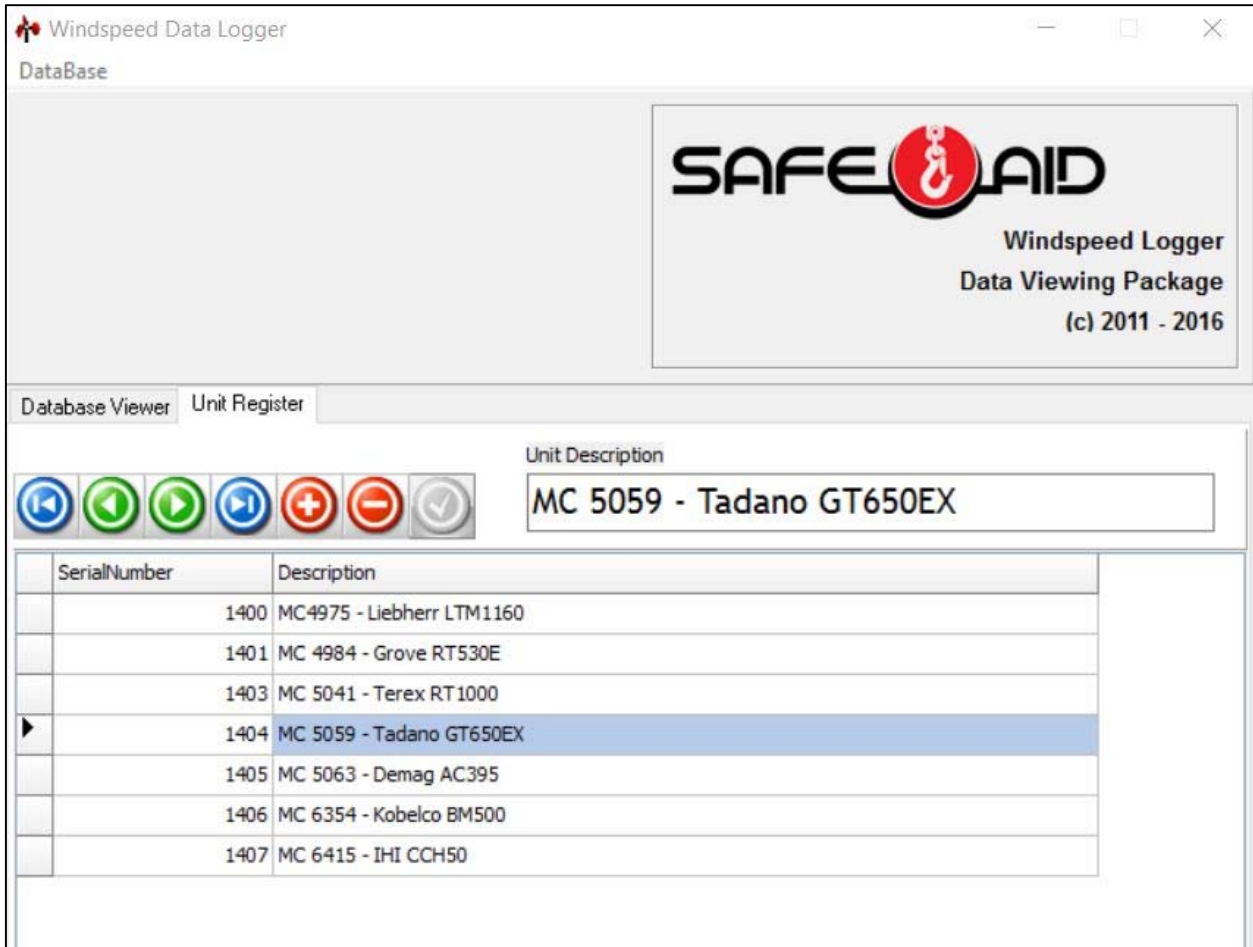 Windspeed Data Logger
DataBase
SAFE AID
Windspeed Logger
Data Viewing Package
(c) 2011 - 2016
Database Viewer Unit Register
Unit Description
MC 5059 - Tadano GT650EX
SerialNumber Description
1400 MC4975 - Liebherr LTM1160
1401 MC 4984 - Grove RT530E
1403 MC 5041 - Terex RT1000
1404 MC 5059 - Tadano GT650EX
1405 MC 5063 - Demag AC395
1406 MC 6354 - Kobelco BM500
1407 MC 6415 - IHI CCH50